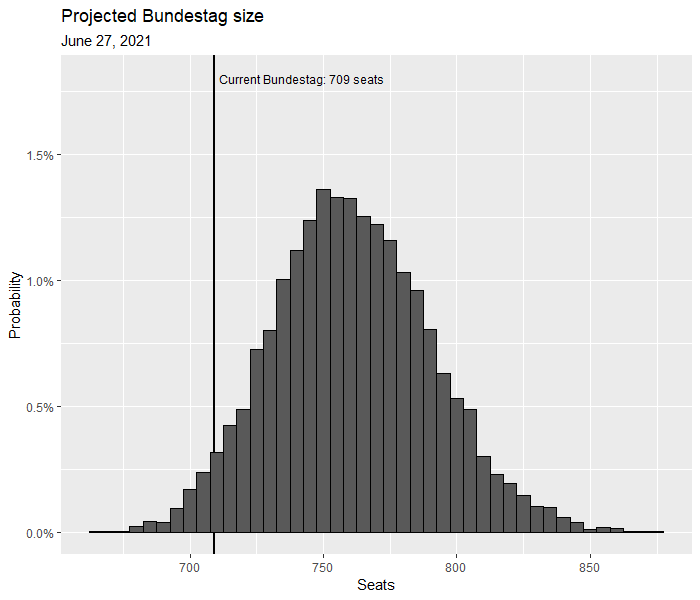 Projected Bundestag size
June 27, 2021
Current Bundestag: 709 seats
1.5%
1.0%
0.5%
0.0%
Probability
700 750 800 850
Seats